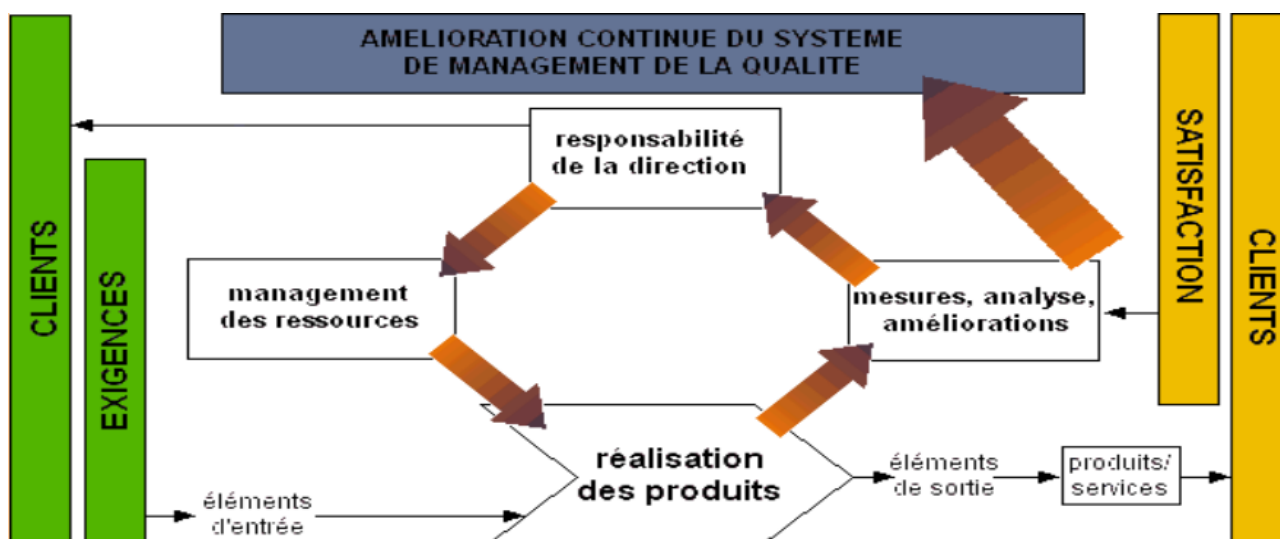 AMELIORATION CONTINUE DU SYSTEME
DE MANAGEMENT DE LA QUALITE
CLIENTS
EXIGENCES
responsabilité
de la direction
management
des ressources
mesures, analyse,
améliorations
SATISFACTION
CLIENTS
réalisation
des produits
éléments
d'entrée
éléments
de sortie
produits/
services